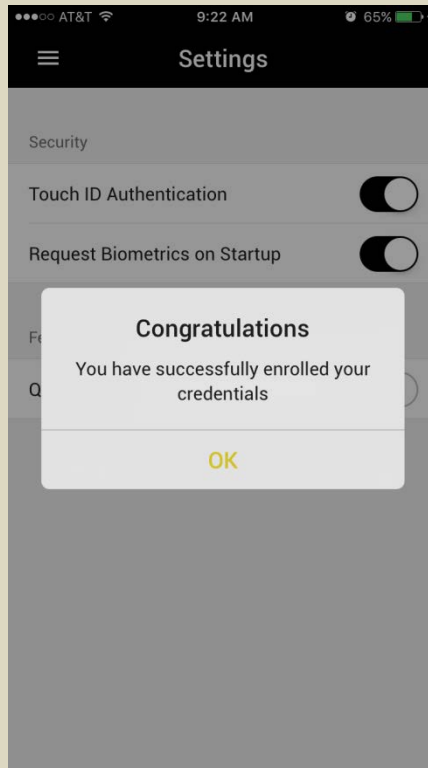 AT&T 9:22 AM 65%
Settings
Security
Touch ID Authentication
Request Biometrics on Startup
Congratulations
You have successfully enrolled your
credentials
OK